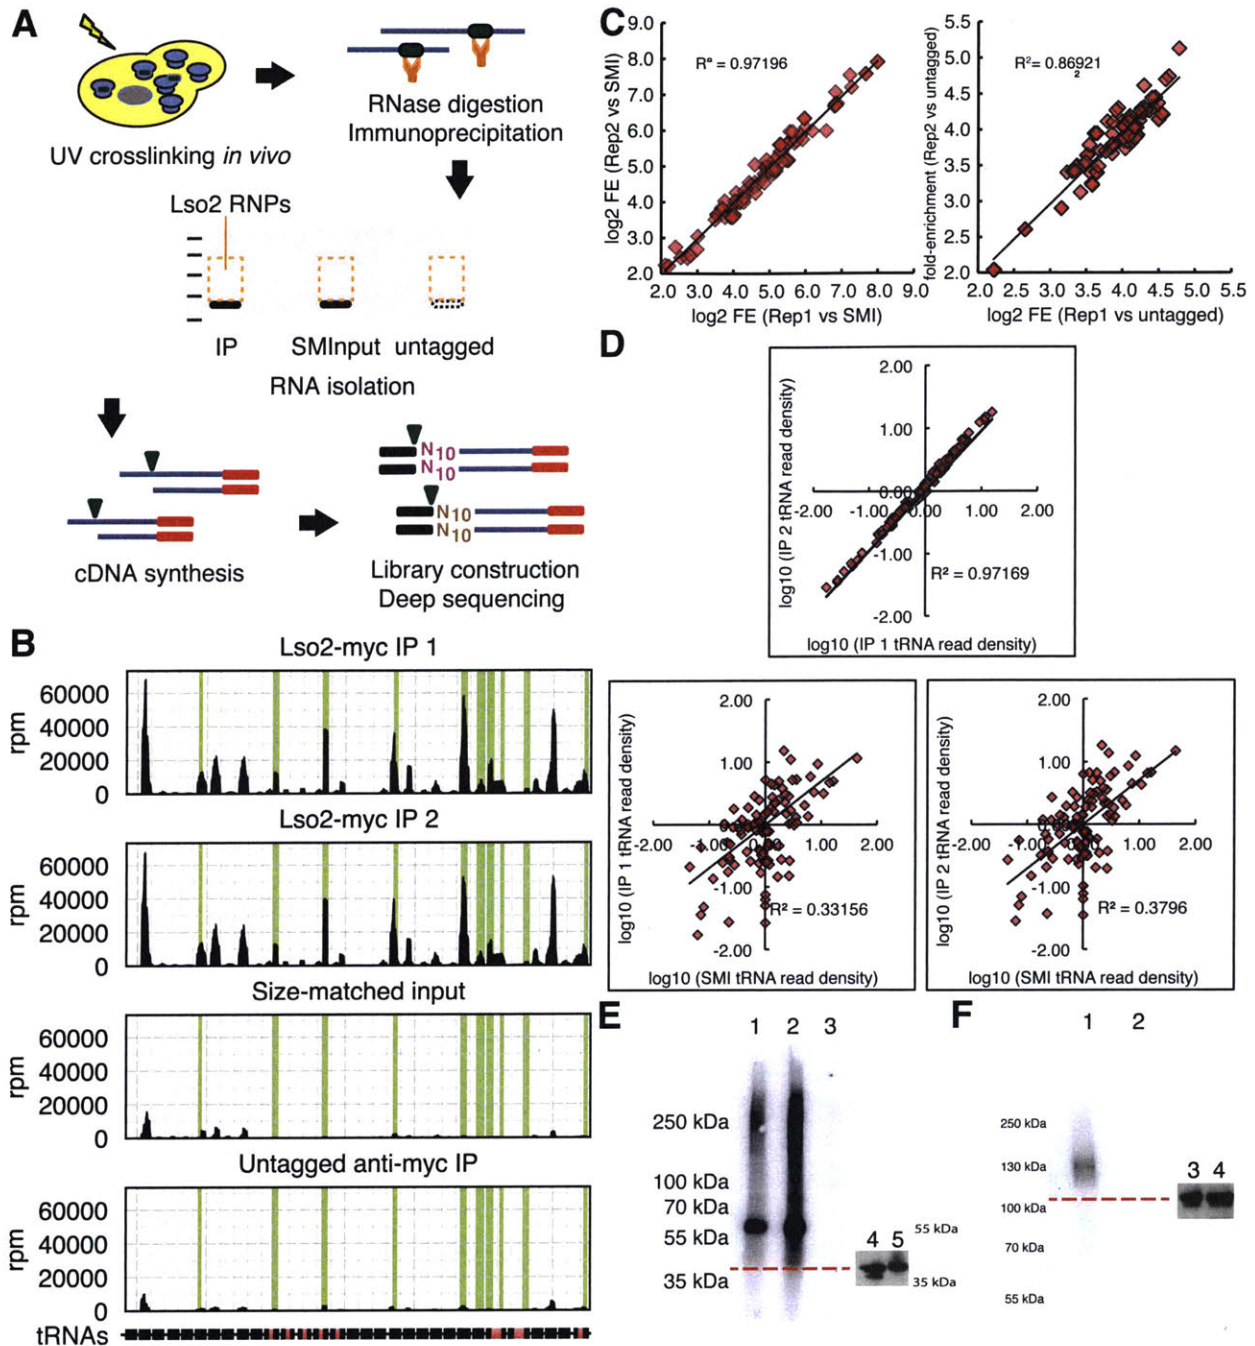 A
UV crosslinking in vivo
RNase digestion
Immunoprecipitation
Lso2 RNPs
IP
SMInput
untagged
RNA isolation
cDNA synthesis
N10
N10
N10
N10
Library construction
Deep sequencing
B
Lso2-myc IP 1
rpm
60000
40000
20000
0
Lso2-myc IP 2
rpm
60000
40000
20000
0
Size-matched input
rpm
60000
40000
20000
0
Untagged anti-myc IP
rpm
60000
40000
20000
0
tRNAs
C
log2 FE (Rep2 vs SMI)
9.0
8.0
7.0
6.0
5.0
4.0
3.0
2.0
2.0 3.0 4.0 5.0 6.0 7.0 8.0 9.0
log2 FE (Rep1 vs SMI)
R² = 0.97196
fold-enrichment (Rep2 vs untagged)
5.5
5.0
4.5
4.0
3.5
3.0
2.5
2.0
2.0 2.5 3.0 3.5 4.0 4.5 5.0 5.5
log2 FE (Rep1 vs untagged)
R²= 0.86921
2
D
log10 (IP 2 tRNA read density)
2.00
1.00
0.00
-1.00
-2.00
-2.00 -1.00 0.00 1.00 2.00
R² = 0.97169
log10 (IP 1 tRNA read density)
log10 (IP 1 tRNA read density)
2.00
1.00
-1.00
-2.00
-2.00 -1.00 0.00 1.00 2.00
R² = 0.33156
log10 (SMI tRNA read density)
log10 (IP 2 tRNA read density)
2.00
1.00
-1.00
-2.00
-2.00 -1.00 0.00 1.00 2.00
R² = 0.3796
log10 (SMI tRNA read density)
E
1 2 3
250 kDa
100 kDa
70 kDa
55 kDa
35 kDa
4 5
55 kDa
35 kDa
F
1 2
250 kDa
130 kDa
100 kDa
70 kDa
55 kDa
3 4